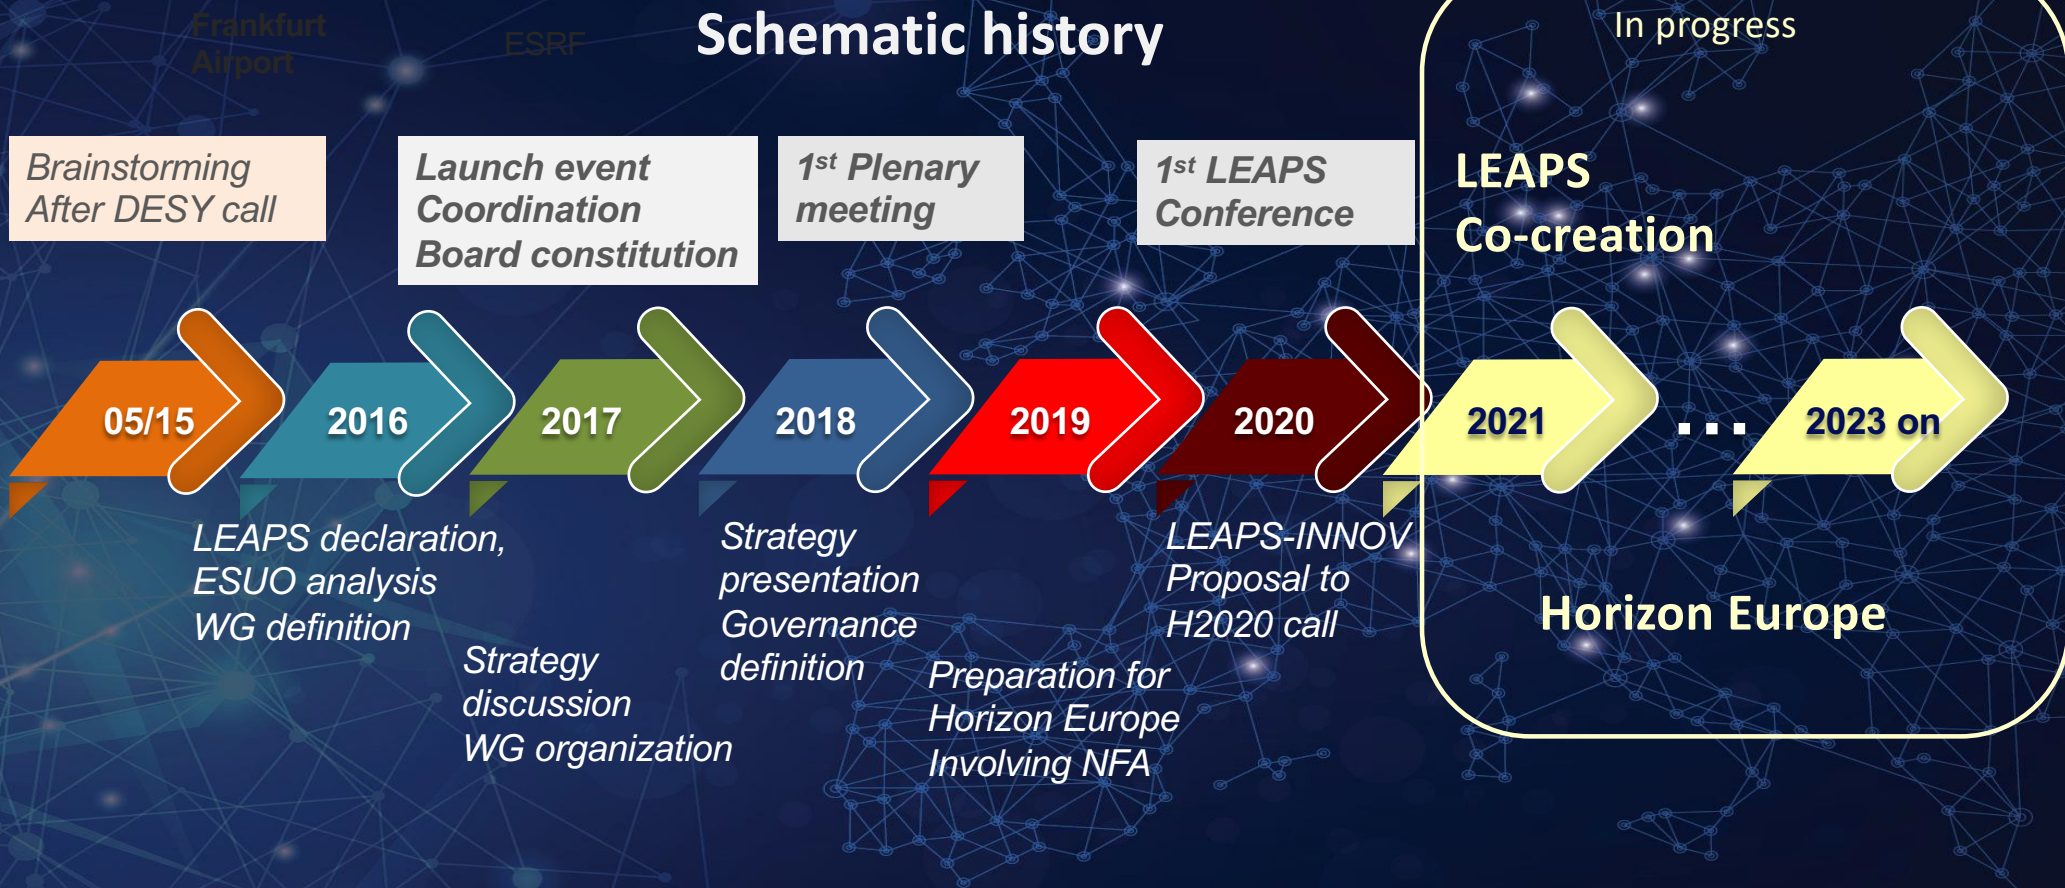 Frankfurt
Airport
ESRF
Schematic history
In progress
Brainstorming
After DESY call
Launch event
Coordination
Board constitution
1st Plenary
meeting
1st LEAPS
Conference
LEAPS
Co-creation
05/15
2016
2017
2018
2019
2020
2021
...
2023 on
LEAPS declaration,
ESUO analysis
WG definition
Strategy
discussion
WG organization
Strategy
presentation
Governance
definition
Preparation for
Horizon Europe
Involving NFA
LEAPS-INNOV
Proposal to
H2020 call
Horizon Europe